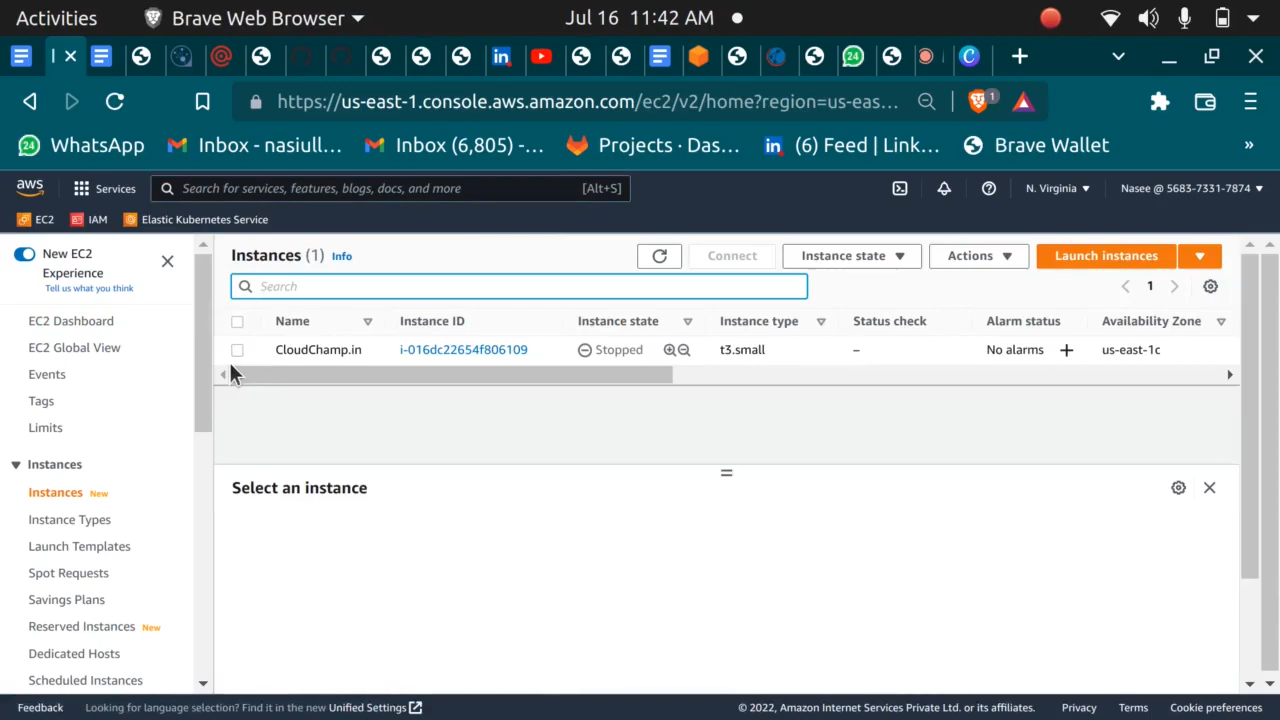 Activities Brave Web Browser Jul 16 11:42 AM
https://us-east-1.console.aws.amazon.com/ec2/v2/home?region=us-eas... 1
WhatsApp Inbox - nasiull... Inbox (6,805) -... Projects · Das... (6) Feed | Link... Brave Wallet »
aws Services Search for services, features, blogs, docs, and more [Alt+S] N. Virginia Nasee @ 5683-7331-7874
EC2 IAM Elastic Kubernetes Service
New EC2
Experience
Tell us what you think
EC2 Dashboard
EC2 Global View
Events
Tags
Limits
Instances
Instances New
Instance Types
Launch Templates
Spot Requests
Savings Plans
Reserved Instances New
Dedicated Hosts
Scheduled Instances
Instances (1) Info Connect Instance state Actions Launch instances
Search 1
Name Instance ID Instance state Instance type Status check Alarm status Availability Zone
CloudChamp.in i-016dc22654f806109 Stopped t3.small – No alarms + us-east-1c
Select an instance
Feedback Looking for language selection? Find it in the new Unified Settings © 2022, Amazon Internet Services Private Ltd. or its affiliates. Privacy Terms Cookie preferences